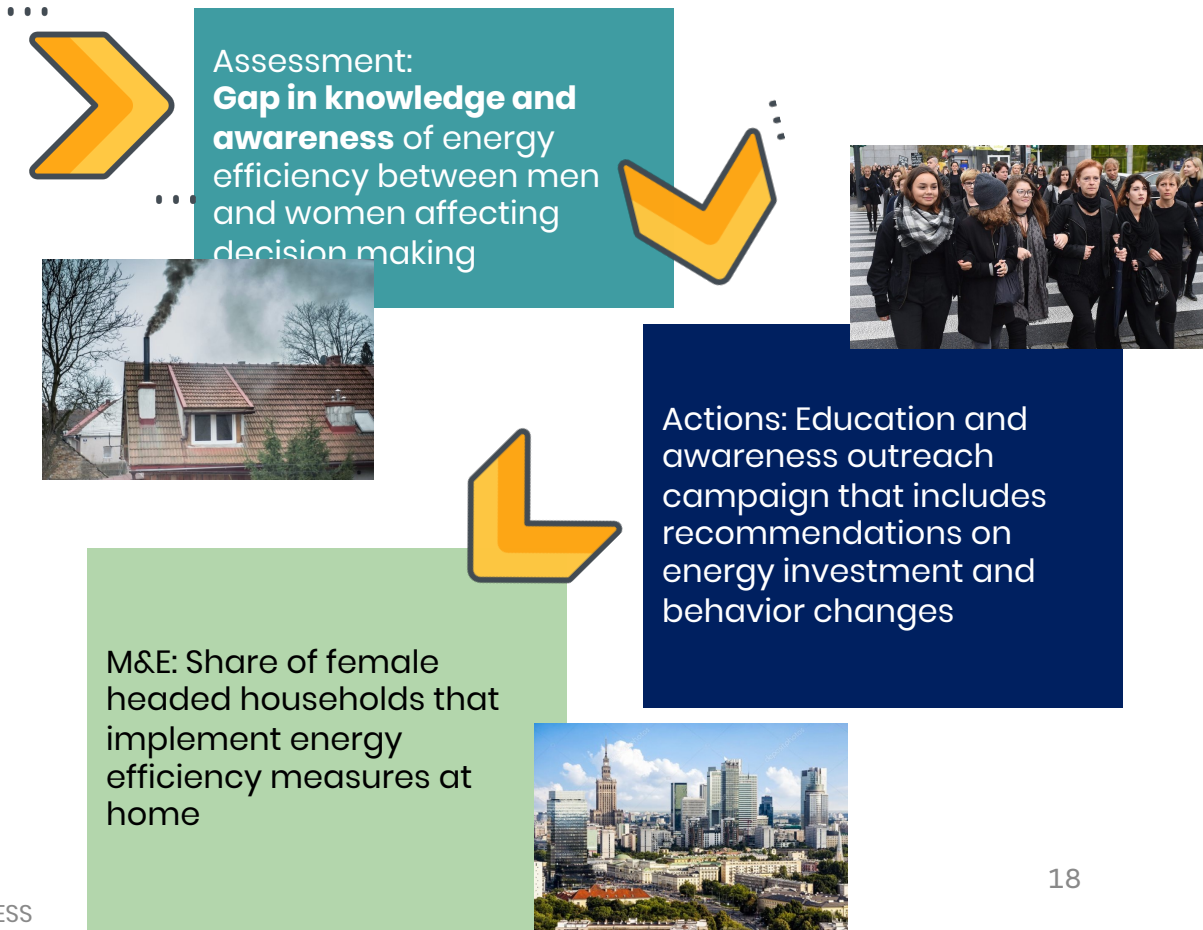 Assessment:
Gap in knowledge and
awareness of energy
efficiency between men
and women affecting
decision making
Actions: Education and
awareness outreach
campaign that includes
recommendations on
energy investment and
behavior changes
M&E: Share of female
headed households that
implement energy
efficiency measures at
home
18
ESS